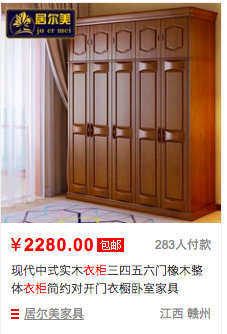 居尔美
ju er mei
¥2280.00 包邮 283人付款
现代中式实木衣柜三四五六门橡木整
体衣柜简约对开门衣橱卧室家具
居尔美家具 江西 赣州